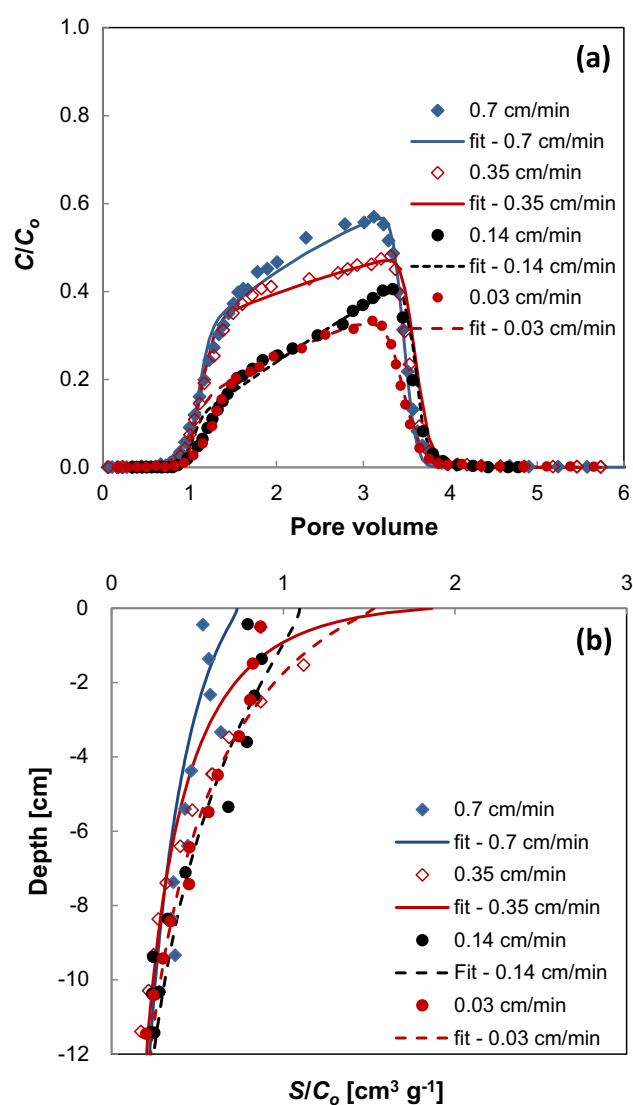 1.0
(a)
0.8
0.7 cm/min
fit - 0.7 cm/min
0.35 cm/min
0.6
fit - 0.35 cm/min
C/Co
0.14 cm/min
fit - 0.14 cm/min
0.4
0.03 cm/min
fit - 0.03 cm/min
0.2
0.0
0 1 2 3 4 5 6
Pore volume
0 1 2 3
0
(b)
-2
-4
Depth [cm]
0.7 cm/min
-6
fit - 0.7 cm/min
0.35 cm/min
-8
fit - 0.35 cm/min
0.14 cm/min
-10
Fit - 0.14 cm/min
0.03 cm/min
fit - 0.03 cm/min
-12
S/Co [cm³ g⁻¹]